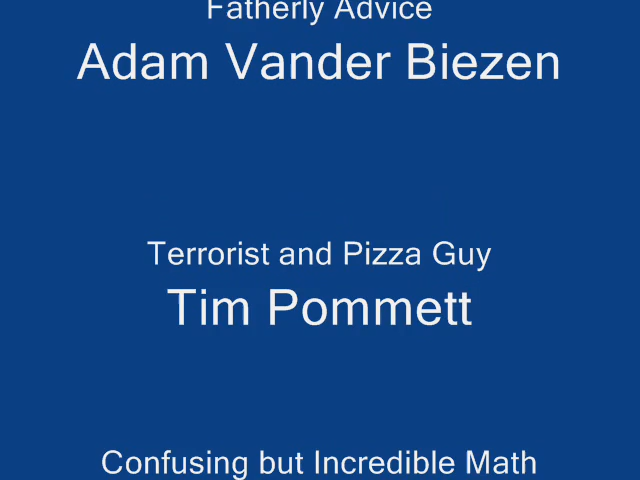 Fatherly Advice
Adam Vander Biezen
Terrorist and Pizza Guy
Tim Pommett
Confusing but Incredible Math